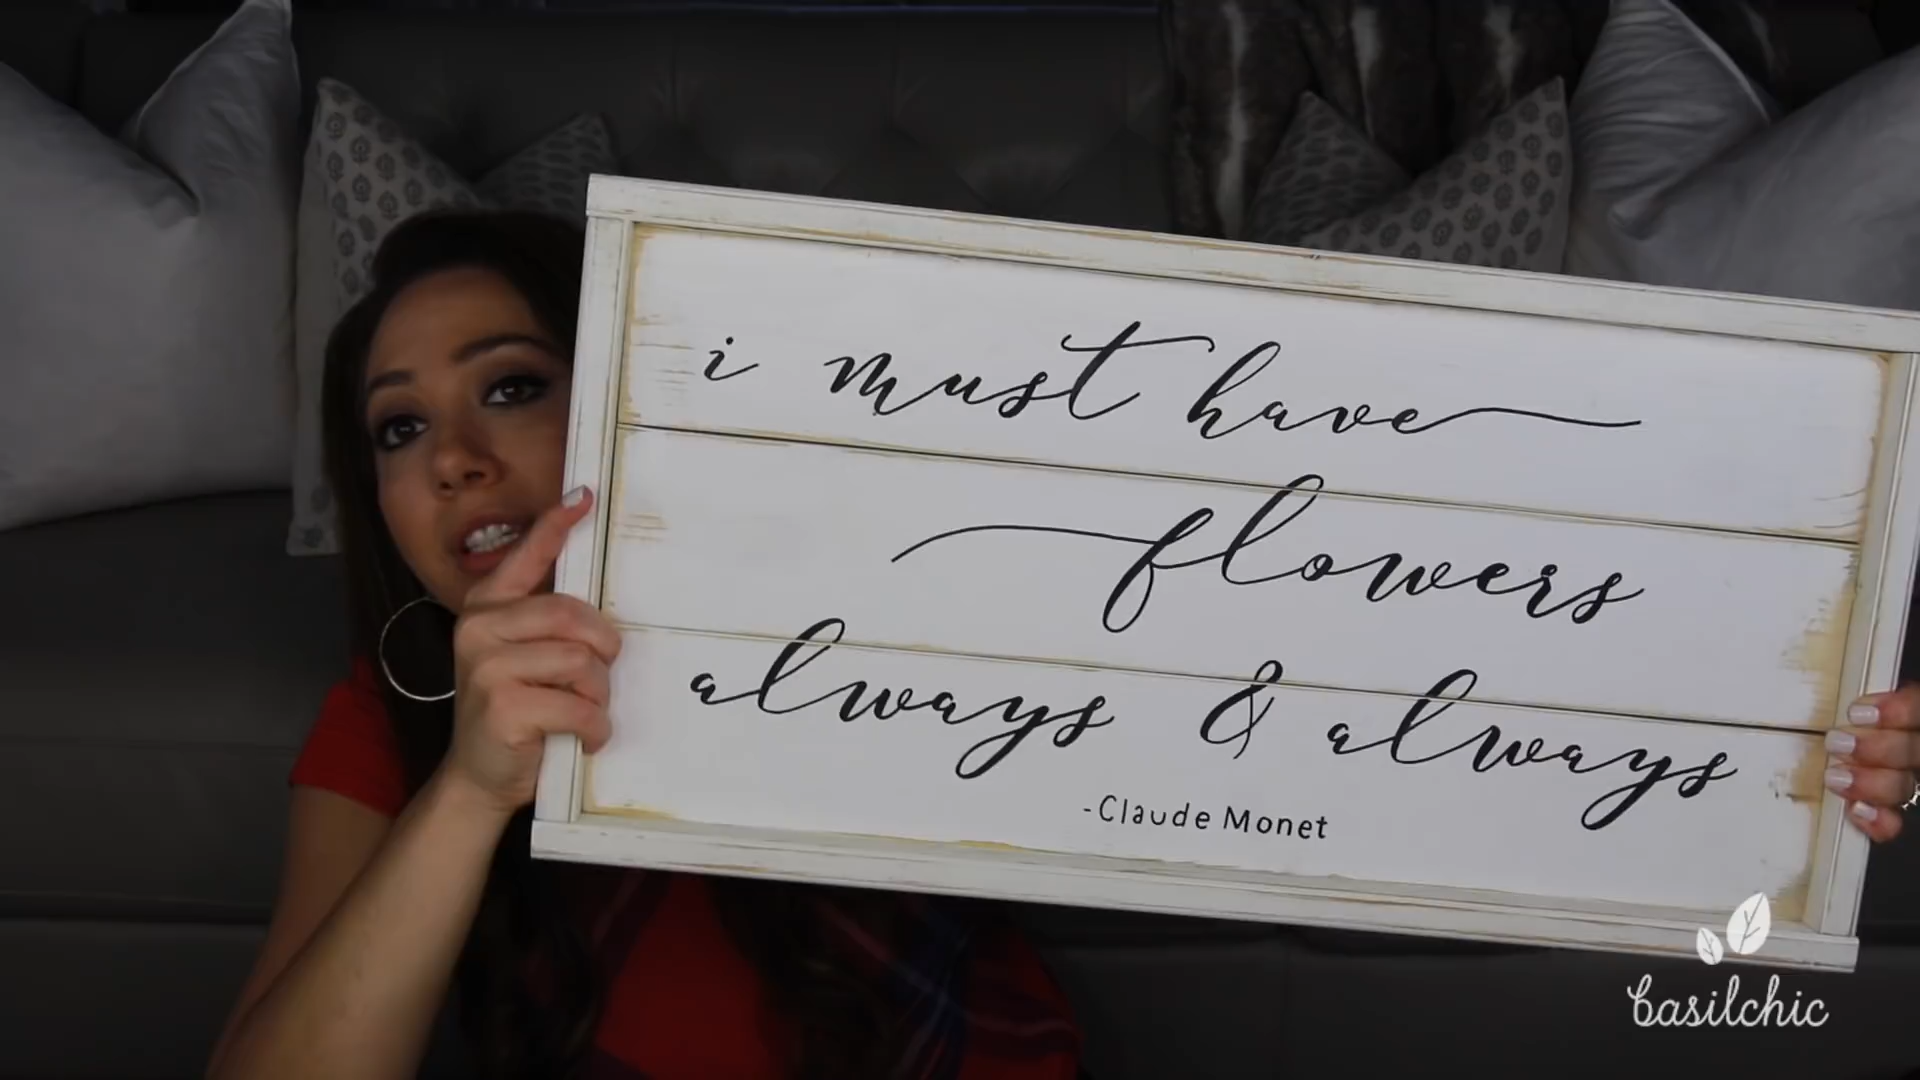 i must have
flowers
always & always
-Claude Monet
basilchic